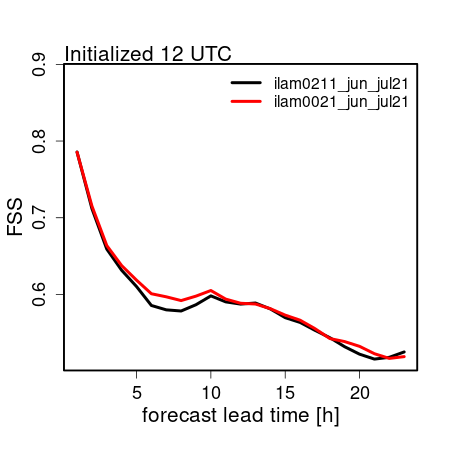 Initialized 12 UTC
ilam0211_jun_jul21
ilam0021_jun_jul21
FSS
0.9
0.8
0.7
0.6
5 10 15 20
forecast lead time [h]